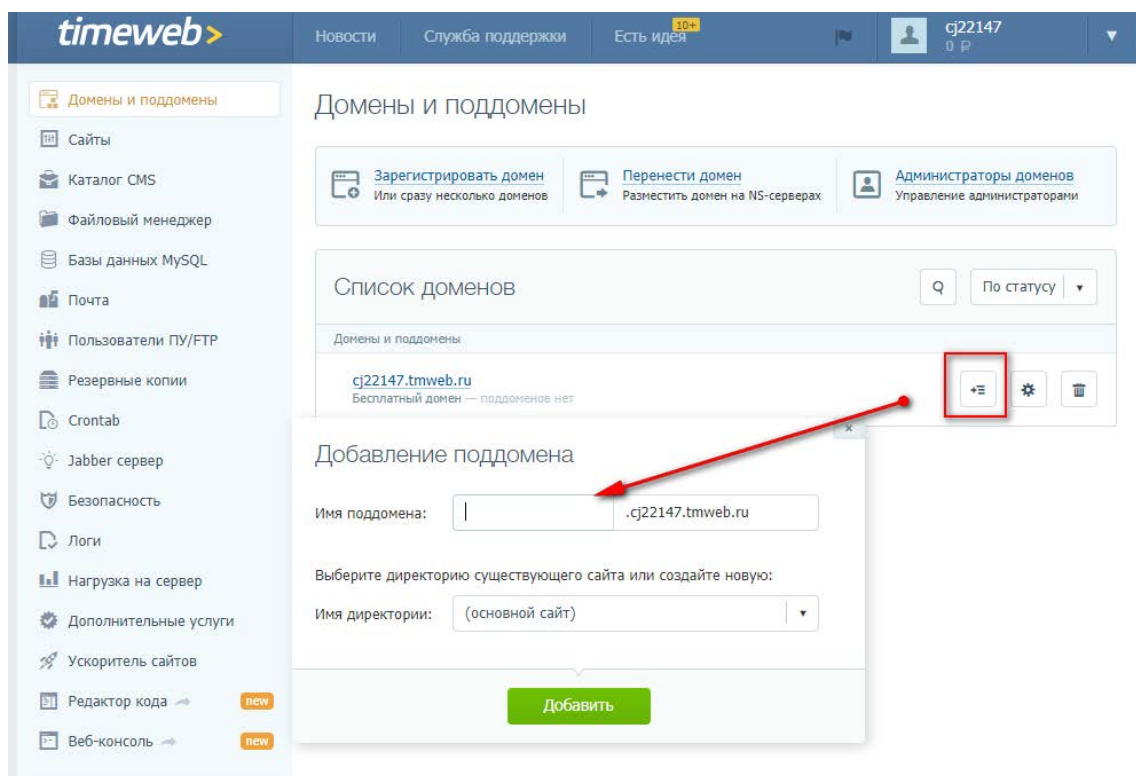 timeweb>
Новости
Служба поддержки
Есть идея
10+
cj22147
0 ₽
Домены и поддомены
Сайты
Каталог CMS
Файловый менеджер
Базы данных MySQL
Почта
Пользователи ПУ/FTP
Резервные копии
Crontab
Jabber сервер
Безопасность
Логи
Нагрузка на сервер
Дополнительные услуги
Ускоритель сайтов
Редактор кода
new
Веб-консоль
new
Домены и поддомены
Зарегистрировать домен
Или сразу несколько доменов
Перенести домен
Разместить домен на NS-серверах
Администраторы доменов
Управление администраторами
Список доменов
По статусу
Домены и поддомены
cj22147.tmweb.ru
Бесплатный домен — поддоменов нет
Добавление поддомена
Имя поддомена:
.cj22147.tmweb.ru
Выберите директорию существующего сайта или создайте новую:
Имя директории:
(основной сайт)
Добавить